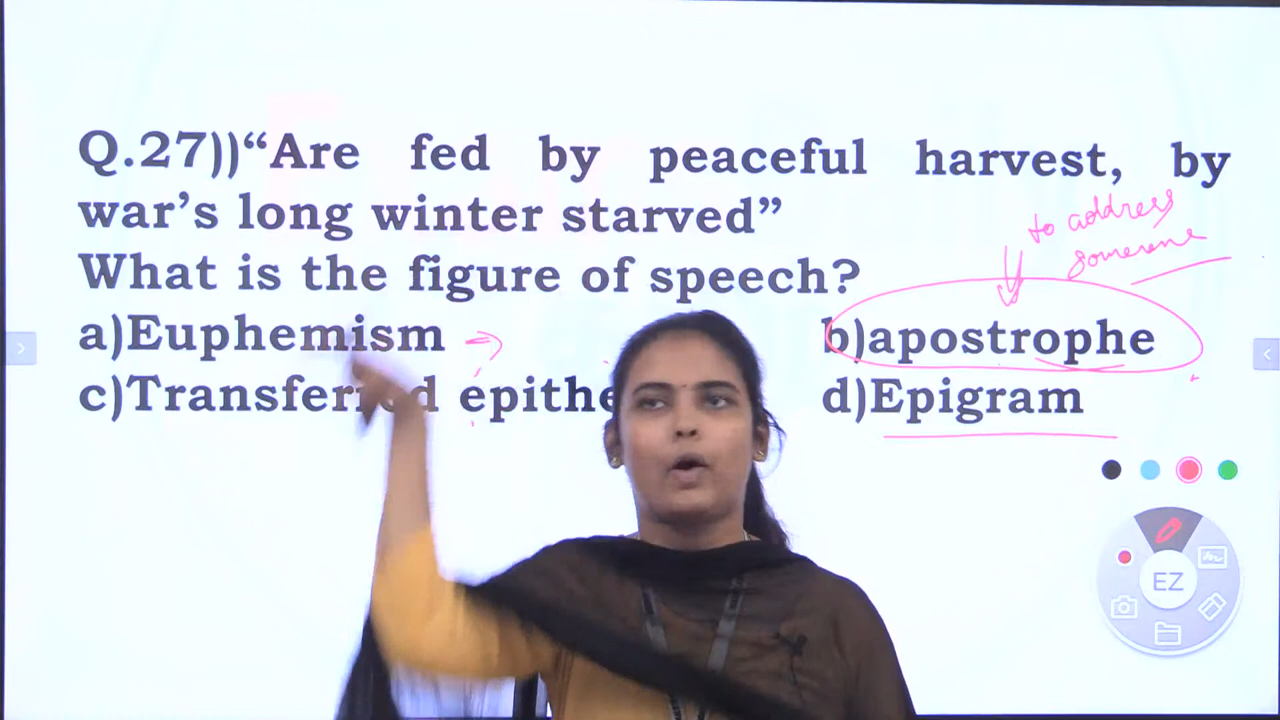 Q.27))“Are fed by peaceful harvest, by
war’s long winter starved”
What is the figure of speech?
a)Euphemism
b)apostrophe
c)Transferred epithe
d)Epigram
to address
someone
EZ